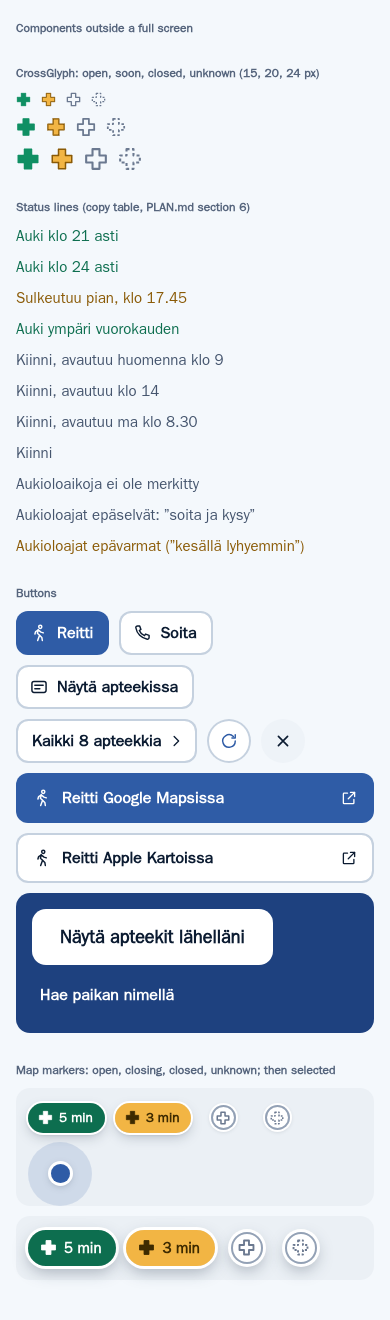 Components outside a full screen
CrossGlyph: open, soon, closed, unknown (15, 20, 24 px)
Status lines (copy table, PLAN.md section 6)
Auki klo 21 asti
Auki klo 24 asti
Sulkeutuu pian, klo 17.45
Auki ympäri vuorokauden
Kiinni, avautuu huomenna klo 9
Kiinni, avautuu klo 14
Kiinni, avautuu ma klo 8.30
Kiinni
Aukioloaikoja ei ole merkitty
Aukioloajat epäselvät: ”soita ja kysy”
Aukioloajat epävarmat (”kesällä lyhyemmin”)
Buttons
Reitti Soita
Näytä apteekissa
Kaikki 8 apteekkia
Reitti Google Mapsissa
Reitti Apple Kartoissa
Näytä apteekit lähelläni
Hae paikan nimellä
Map markers: open, closing, closed, unknown; then selected
5 min 3 min
5 min 3 min